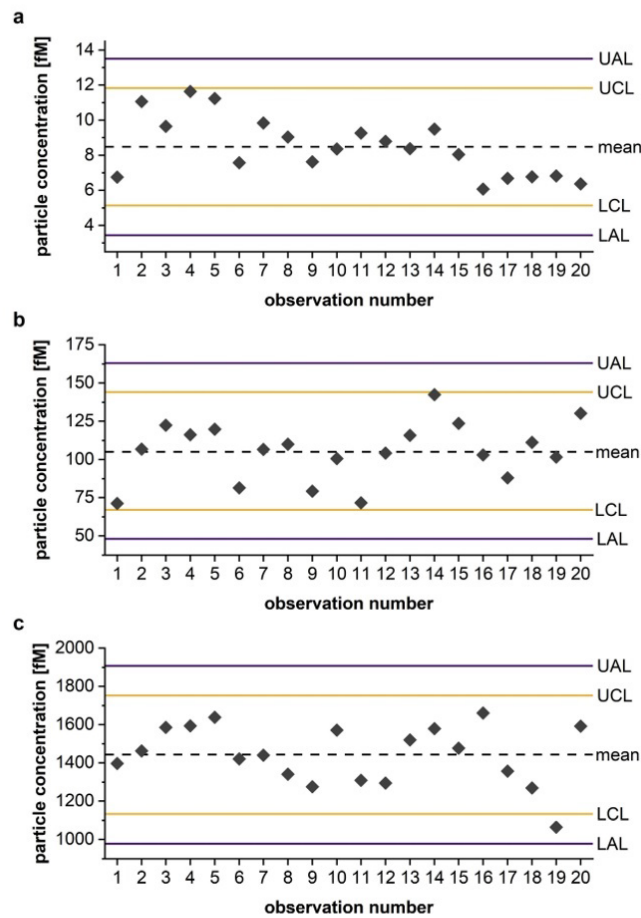 a
particle concentration [fM]
14
12
10
8
6
4
UAL
UCL
mean
LCL
LAL
1 2 3 4 5 6 7 8 9 10 11 12 13 14 15 16 17 18 19 20
observation number
b
particle concentration [fM]
175
150
125
100
75
50
UAL
UCL
mean
LCL
LAL
1 2 3 4 5 6 7 8 9 10 11 12 13 14 15 16 17 18 19 20
observation number
c
particle concentration [fM]
2000
1800
1600
1400
1200
1000
UAL
UCL
mean
LCL
LAL
1 2 3 4 5 6 7 8 9 10 11 12 13 14 15 16 17 18 19 20
observation number